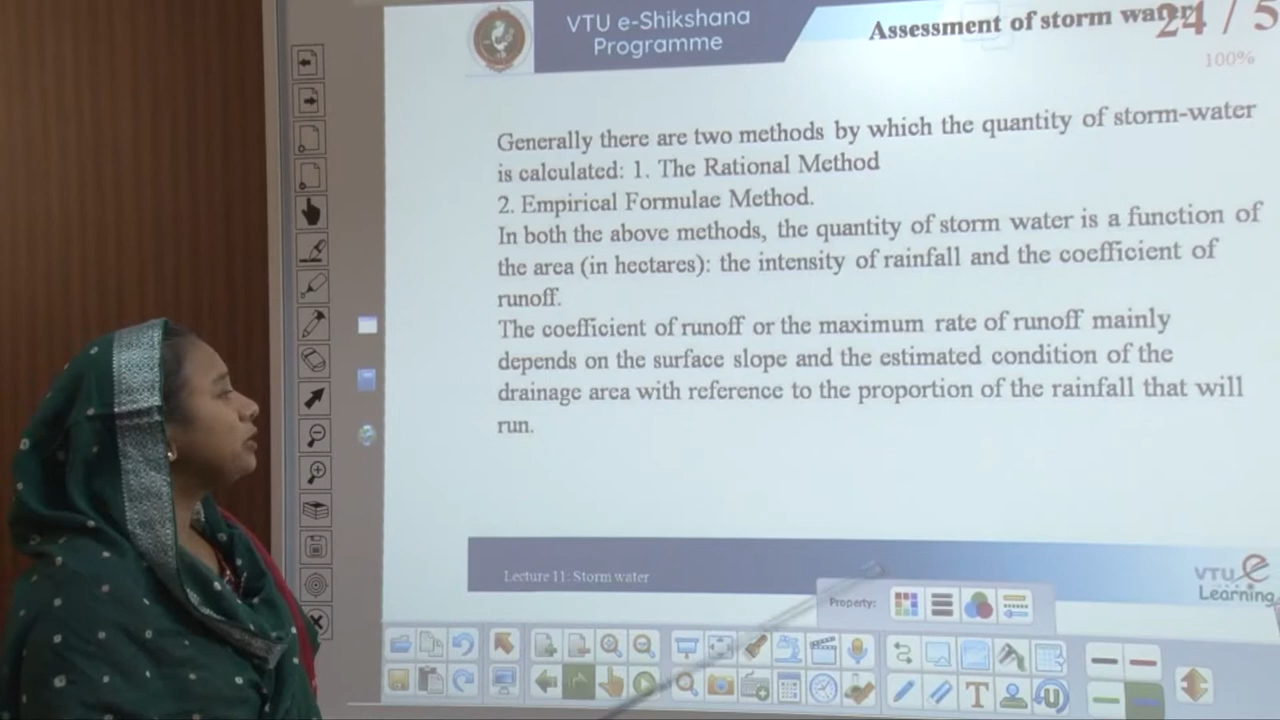 VTU e-Shikshana
Programme
Assessment of storm water
24 / 5
100%
Generally there are two methods by which the quantity of storm-water
is calculated: 1. The Rational Method
2. Empirical Formulae Method.
In both the above methods, the quantity of storm water is a function of
the area (in hectares): the intensity of rainfall and the coefficient of
runoff.
The coefficient of runoff or the maximum rate of runoff mainly
depends on the surface slope and the estimated condition of the
drainage area with reference to the proportion of the rainfall that will
run.
Lecture 11: Storm water
VTU e
Learning
Property:
T